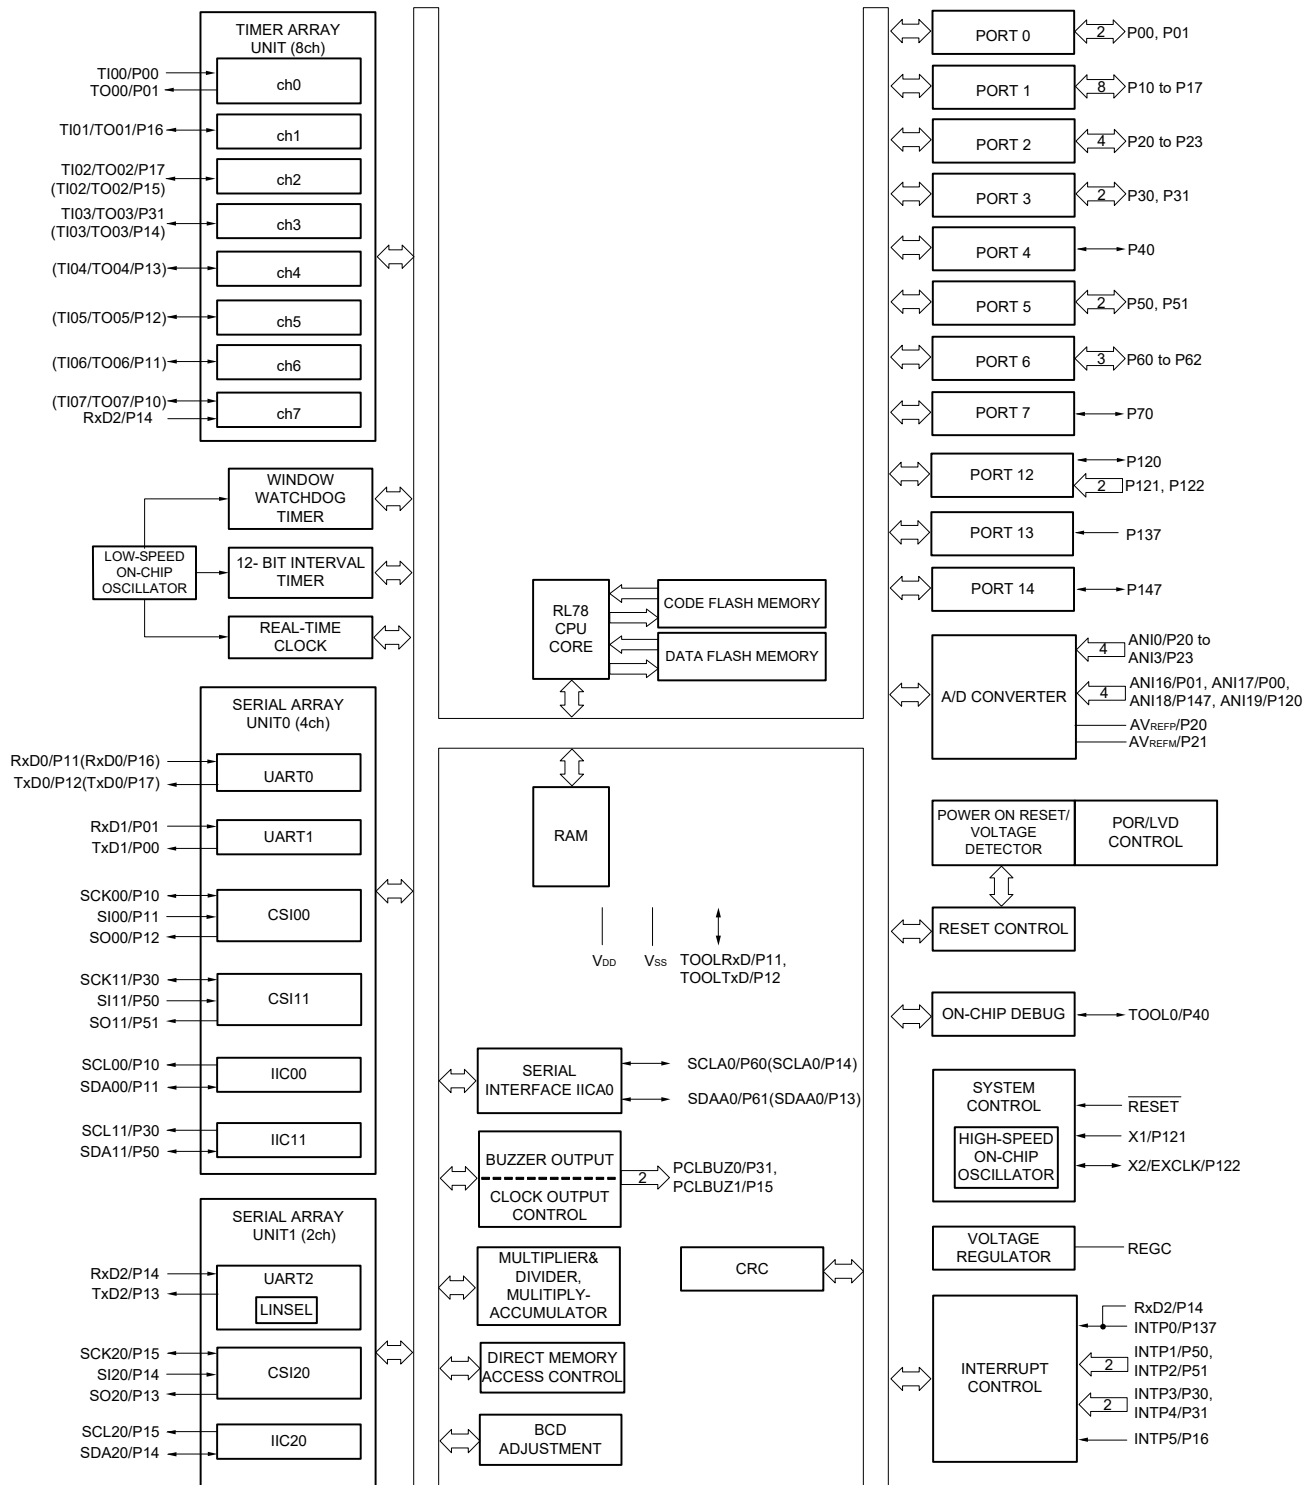 TIMER ARRAY
UNIT (8ch)
TI00/P00
TO00/P01
ch0
TI01/TO01/P16
ch1
TI02/TO02/P17
(TI02/TO02/P15)
ch2
TI03/TO03/P31
(TI03/TO03/P14)
ch3
(TI04/TO04/P13)
ch4
(TI05/TO05/P12)
ch5
(TI06/TO06/P11)
ch6
(TI07/TO07/P10)
RxD2/P14
ch7
WINDOW
WATCHDOG
TIMER
LOW-SPEED
ON-CHIP
OSCILLATOR
12- BIT INTERVAL
TIMER
REAL-TIME
CLOCK
SERIAL ARRAY
UNIT0 (4ch)
RxD0/P11(RxD0/P16)
TxD0/P12(TxD0/P17)
UART0
RxD1/P01
TxD1/P00
UART1
SCK00/P10
SI00/P11
SO00/P12
CSI00
SCK11/P30
SI11/P50
SO11/P51
CSI11
SCL00/P10
SDA00/P11
IIC00
SCL11/P30
SDA11/P50
IIC11
SERIAL ARRAY
UNIT1 (2ch)
RxD2/P14
TxD2/P13
UART2
LINSEL
SCK20/P15
SI20/P14
SO20/P13
CSI20
SCL20/P15
SDA20/P14
IIC20
RL78
CPU
CORE
CODE FLASH MEMORY
DATA FLASH MEMORY
RAM
VDD
VSS
TOOLRxD/P11,
TOOLTxD/P12
SERIAL
INTERFACE IICA0
SCLA0/P60(SCLA0/P14)
SDAA0/P61(SDAA0/P13)
BUZZER OUTPUT
CLOCK OUTPUT
CONTROL
2
PCLBUZ0/P31,
PCLBUZ1/P15
MULTIPLIER&
DIVIDER,
MULITIPLY-
ACCUMULATOR
CRC
DIRECT MEMORY
ACCESS CONTROL
BCD
ADJUSTMENT
PORT 0
2
P00, P01
PORT 1
8
P10 to P17
PORT 2
4
P20 to P23
PORT 3
2
P30, P31
PORT 4
P40
PORT 5
2
P50, P51
PORT 6
3
P60 to P62
PORT 7
P70
PORT 12
P120
2
P121, P122
PORT 13
P137
PORT 14
P147
A/D CONVERTER
4
ANI0/P20 to
ANI3/P23
4
ANI16/P01, ANI17/P00,
ANI18/P147, ANI19/P120
AVREFP/P20
AVREFM/P21
POWER ON RESET/
VOLTAGE
DETECTOR
POR/LVD
CONTROL
RESET CONTROL
ON-CHIP DEBUG
TOOL0/P40
SYSTEM
CONTROL
HIGH-SPEED
ON-CHIP
OSCILLATOR
RESET
X1/P121
X2/EXCLK/P122
VOLTAGE
REGULATOR
REGC
INTERRUPT
CONTROL
RxD2/P14
INTP0/P137
2
INTP1/P50,
INTP2/P51
2
INTP3/P30,
INTP4/P31
INTP5/P16